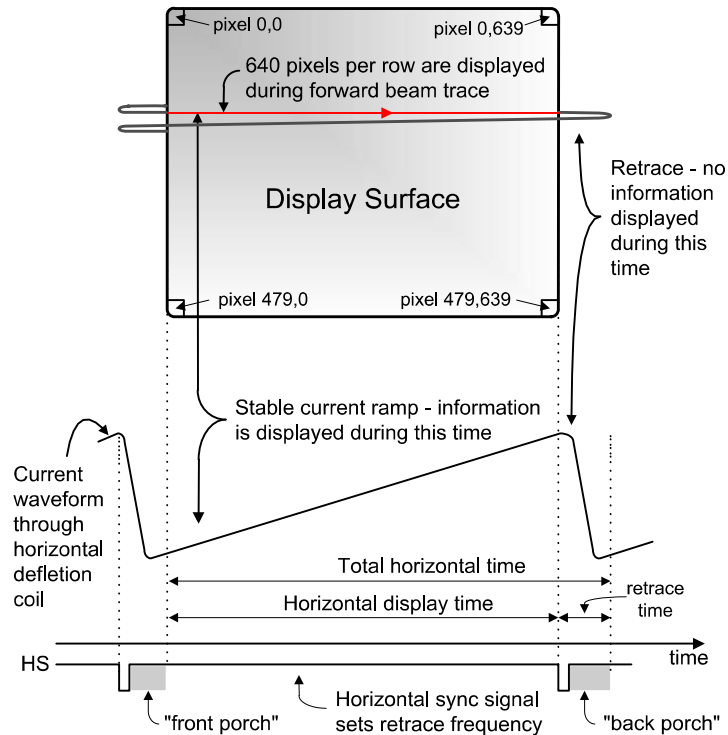 pixel 0,0
pixel 0,639
640 pixels per row are displayed
during forward beam trace
Display Surface
Retrace - no
information
displayed
during this
time
pixel 479,0
pixel 479,639
Stable current ramp - information
is displayed during this time
Current
waveform
through
horizontal
defletion
coil
Total horizontal time
Horizontal display time
retrace
time
time
HS
"front porch"
Horizontal sync signal
sets retrace frequency
"back porch"